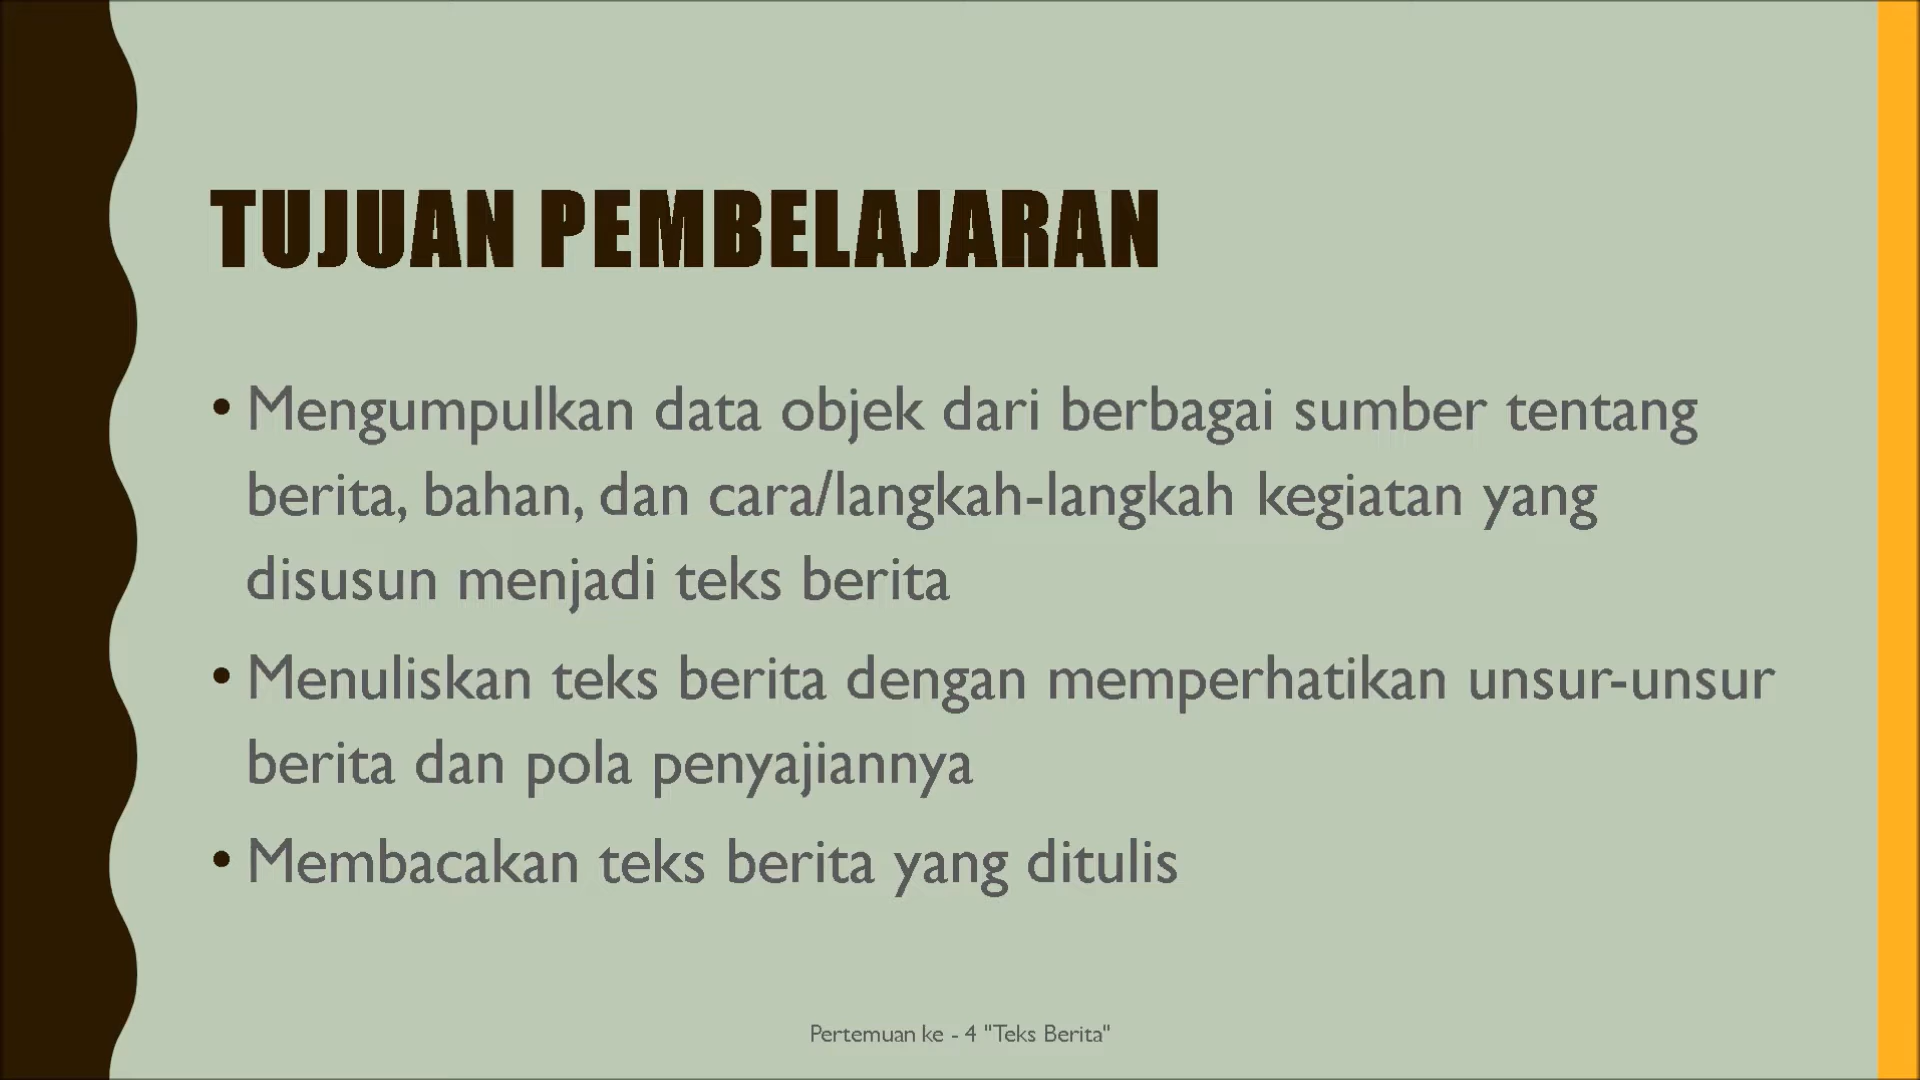 TUJUAN PEMBELAJARAN
• Mengumpulkan data objek dari berbagai sumber tentang
berita, bahan, dan cara/langkah-langkah kegiatan yang
disusun menjadi teks berita
• Menuliskan teks berita dengan memperhatikan unsur-unsur
berita dan pola penyajiannya
• Membacakan teks berita yang ditulis
Pertemuan ke - 4 "Teks Berita"